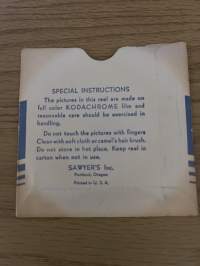 SPECIAL INSTRUCTIONS
The pictures in this reel are made on
full color KODACHROME film and
reasonable care should be exercised in
handling.
Do not touch the pictures with fingers
Clean with soft cloth or camel's hair brush.
Do not store in hot place. Keep reel in
carton when not in use.
SAWYER'S Inc.
Portland, Oregon
Printed in U. S. A.